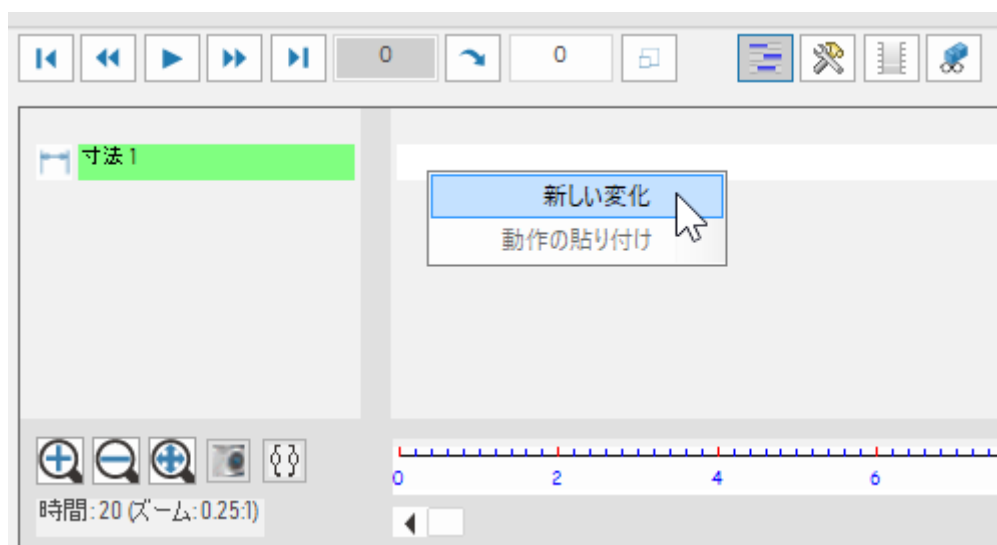 0
0
寸法 1
新しい変化
動作の貼り付け
0 2 4 6
時間 : 20 (ズーム : 0.25:1)